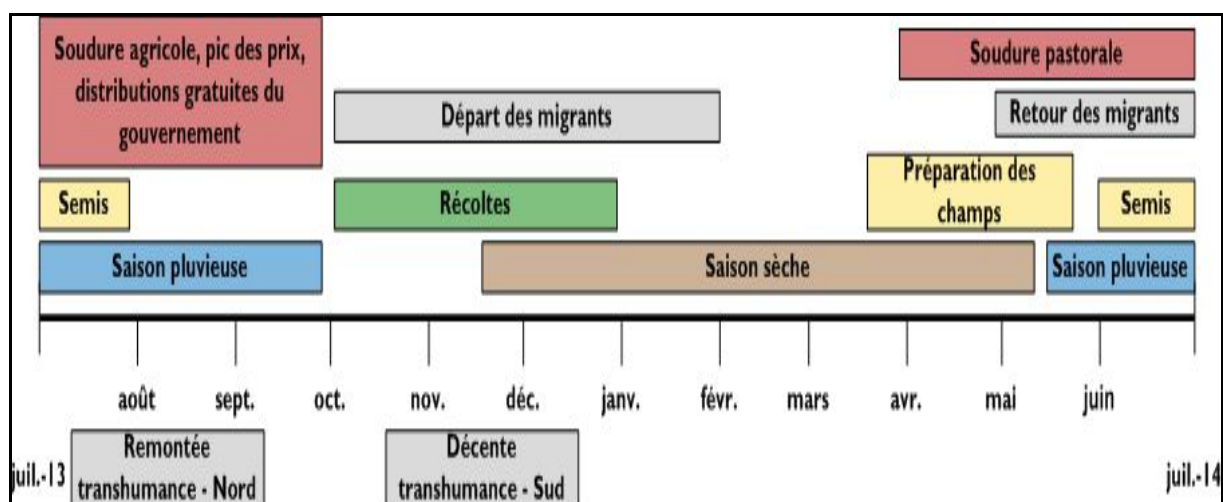 Soudure agricole, pic des prix,
distributions gratuites du
gouvernement
Soudure pastorale
Départ des migrants
Retour des migrants
Semis
Récoltes
Préparation des
champs
Semis
Saison pluvieuse
Saison sèche
Saison pluvieuse
août
sept.
oct.
nov.
déc.
janv.
févr.
mars
avr.
mai
juin
juil.-13
Remontée
transhumance - Nord
Décente
transhumance - Sud
juil.-14